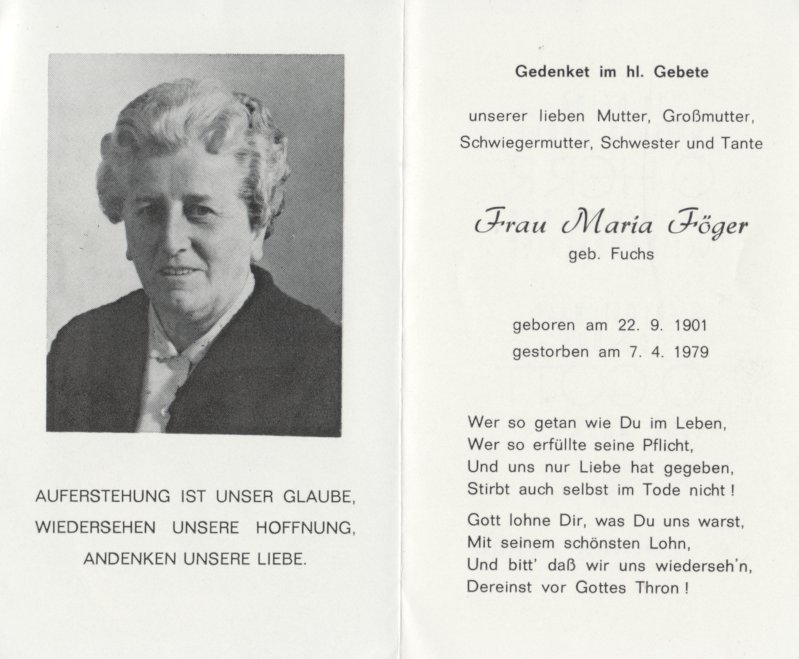 AUFERSTEHUNG IST UNSER GLAUBE,
WIEDERSEHEN UNSERE HOFFNUNG,
ANDENKEN UNSERE LIEBE.
Gedenket im hl. Gebete
unserer lieben Mutter, Großmutter,
Schwiegermutter, Schwester und Tante
Frau Maria Föger
geb. Fuchs
geboren am 22. 9. 1901
gestorben am 7. 4. 1979
Wer so getan wie Du im Leben,
Wer so erfüllte seine Pflicht,
Und uns nur Liebe hat gegeben,
Stirbt auch selbst im Tode nicht !
Gott lohne Dir, was Du uns warst,
Mit seinem schönsten Lohn,
Und bitt' daß wir uns wiederseh'n,
Dereinst vor Gottes Thron !